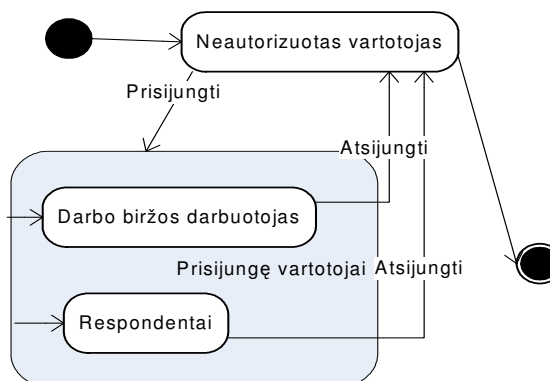 Neautorizuotas vartotojas
Prisijungti
Atsijungti
Darbo biržos darbuotojas
Prisijungę vartotojai
Atsijungti
Respondentai